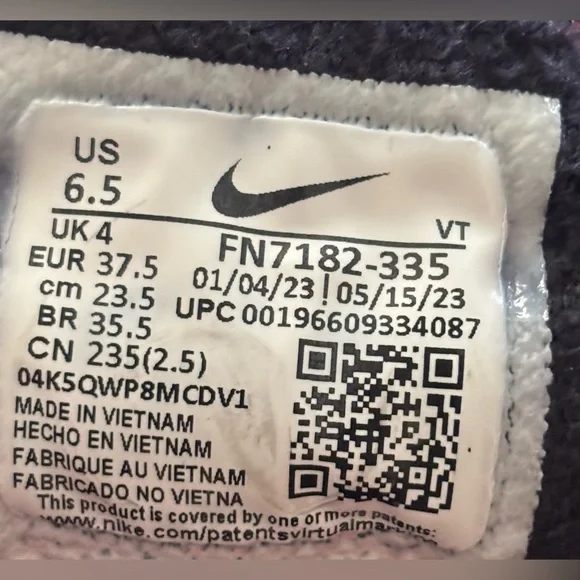 US
6.5
VT
UK 4
FN7182-335
EUR 37.5
01/04/23 ! 05/15/23
cm 23.5
UPC 00196609334087
BR 35.5
CN 235(2.5)
04K5QWP8MCDV1
MADE IN VIETNAM
HECHO EN VIETNAM
FABRIQUE AU VIETNAM
FABRICADO NO VIETNA
This product is covered by one or more patents:
www.nike.com/patentsvirtualmar